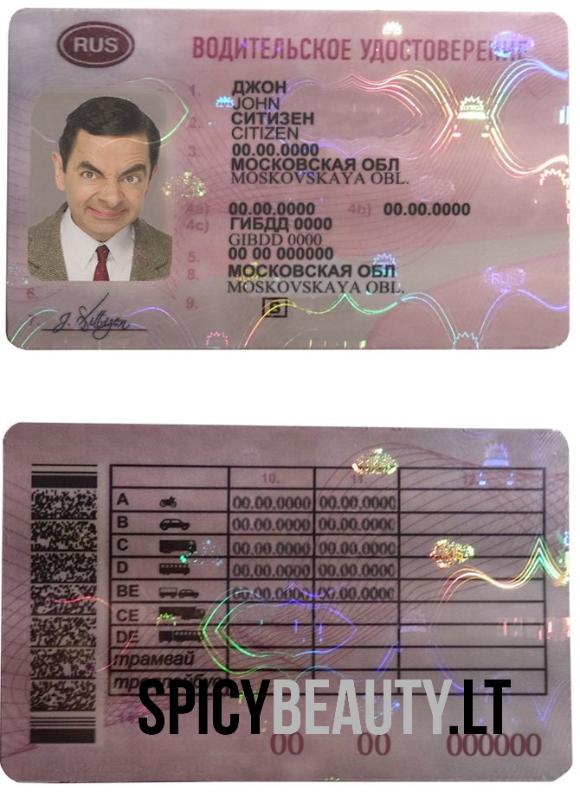 RUS
ВОДИТЕЛЬСКОЕ УДОСТОВЕРЕНИЕ
1. ДЖОН
JOHN
2. СИТИЗЕН
CITIZEN
3. 00.00.0000
МОСКОВСКАЯ ОБЛ
MOSKOVSKAYA OBL.
4a) 00.00.0000 4b) 00.00.0000
4c) ГИБДД 0000
GIBDD 0000
5. 00 00 000000
8. МОСКОВСКАЯ ОБЛ
MOSKOVSKAYA OBL.
6.
9. B
7.
RUS
10. 11. 12.
A 00.00.0000 00.00.0000
B 00.00.0000 00.00.0000
C 00.00.0000 00.00.0000
D 00.00.0000 00.00.0000
BE 00.00.0000 00.00.0000
CE
DE
трамвай
SPICYBEAUTY.LT
00 00 000000